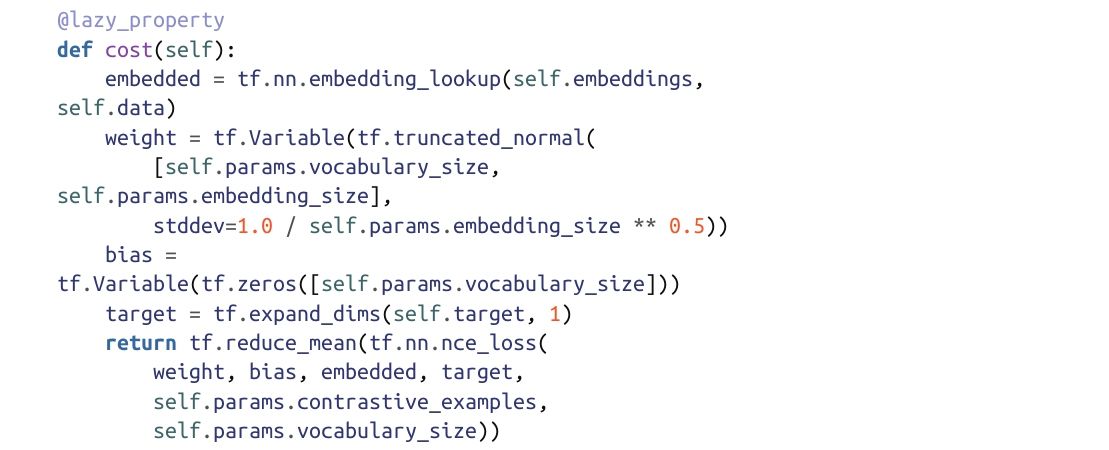 @lazy_property
def cost(self):
    embedded = tf.nn.embedding_lookup(self.embeddings,
self.data)
    weight = tf.Variable(tf.truncated_normal(
        [self.params.vocabulary_size,
self.params.embedding_size],
        stddev=1.0 / self.params.embedding_size ** 0.5))
    bias =
tf.Variable(tf.zeros([self.params.vocabulary_size]))
    target = tf.expand_dims(self.target, 1)
    return tf.reduce_mean(tf.nn.nce_loss(
        weight, bias, embedded, target,
        self.params.contrastive_examples,
        self.params.vocabulary_size))